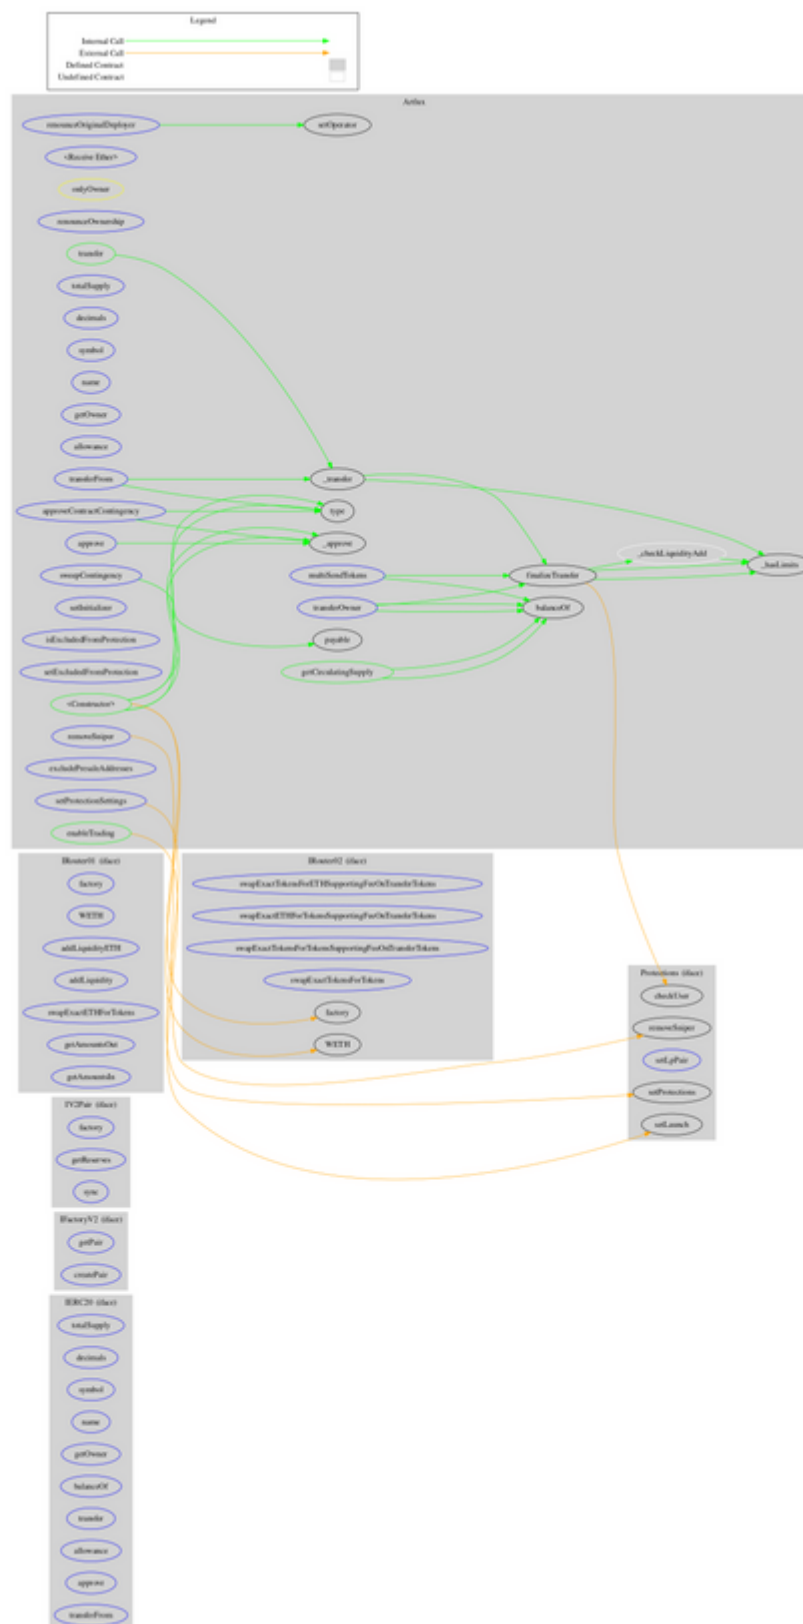 Legend
Internal Call
External Call
Defined Contract
Undefined Contract
renounceOriginalDeployer
setOperator
<Receive Ether>
onlyOwner
renounceOwnership
transfer
totalSupply
decimals
symbol
name
getOwner
allowance
transferFrom
_transfer
approveContractContingency
type
approve
_approve
_checkLiquidityAdd
_hasLimits
sweepContingency
multiSendTokens
finalizeTransfer
setInitializer
transferOwner
balanceOf
isExcludedFromProtection
payable
setExcludedFromProtection
getCirculatingSupply
<Constructor>
removeSniper
excludePresaleAddresses
setProtectionSettings
enableTrading
IRouter01 (iface)
factory
WETH
addLiquidityETH
addLiquidity
swapExactETHForTokens
getAmountsOut
getAmountsIn
IRouter02 (iface)
swapExactTokensForETHSupportingFeeOnTransferTokens
swapExactETHForTokensSupportingFeeOnTransferTokens
swapExactTokensForTokensSupportingFeeOnTransferTokens
swapExactTokensForTokens
factory
WETH
Protections (iface)
checkUser
removeSniper
setLpPair
setProtections
setLaunch
IV2Pair (iface)
factory
getReserves
sync
IFactoryV2 (iface)
getPair
createPair
IERC20 (iface)
totalSupply
decimals
symbol
name
getOwner
balanceOf
transfer
allowance
approve
transferFrom